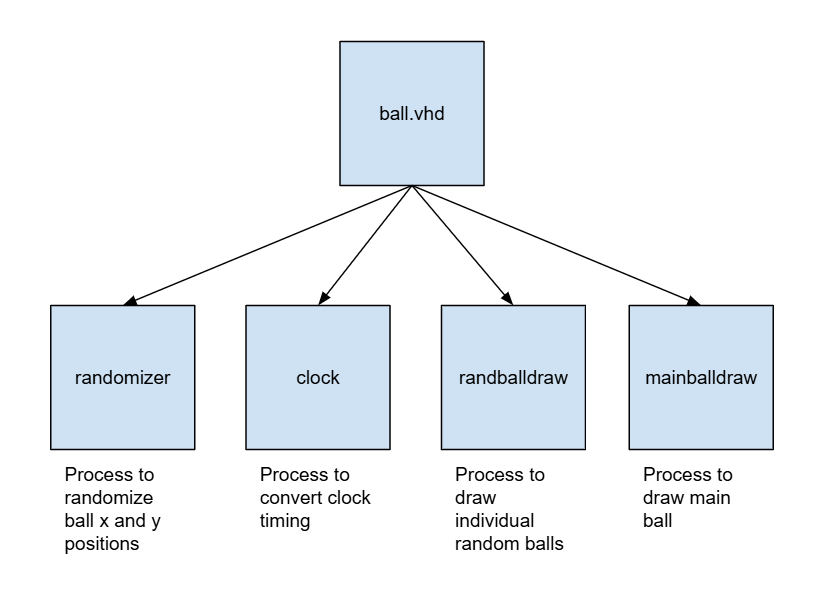 ball.vhd
randomizer
clock
randballdraw
mainballdraw
Process to
randomize
ball x and y
positions
Process to
convert clock
timing
Process to
draw
individual
random balls
Process to
draw main
ball